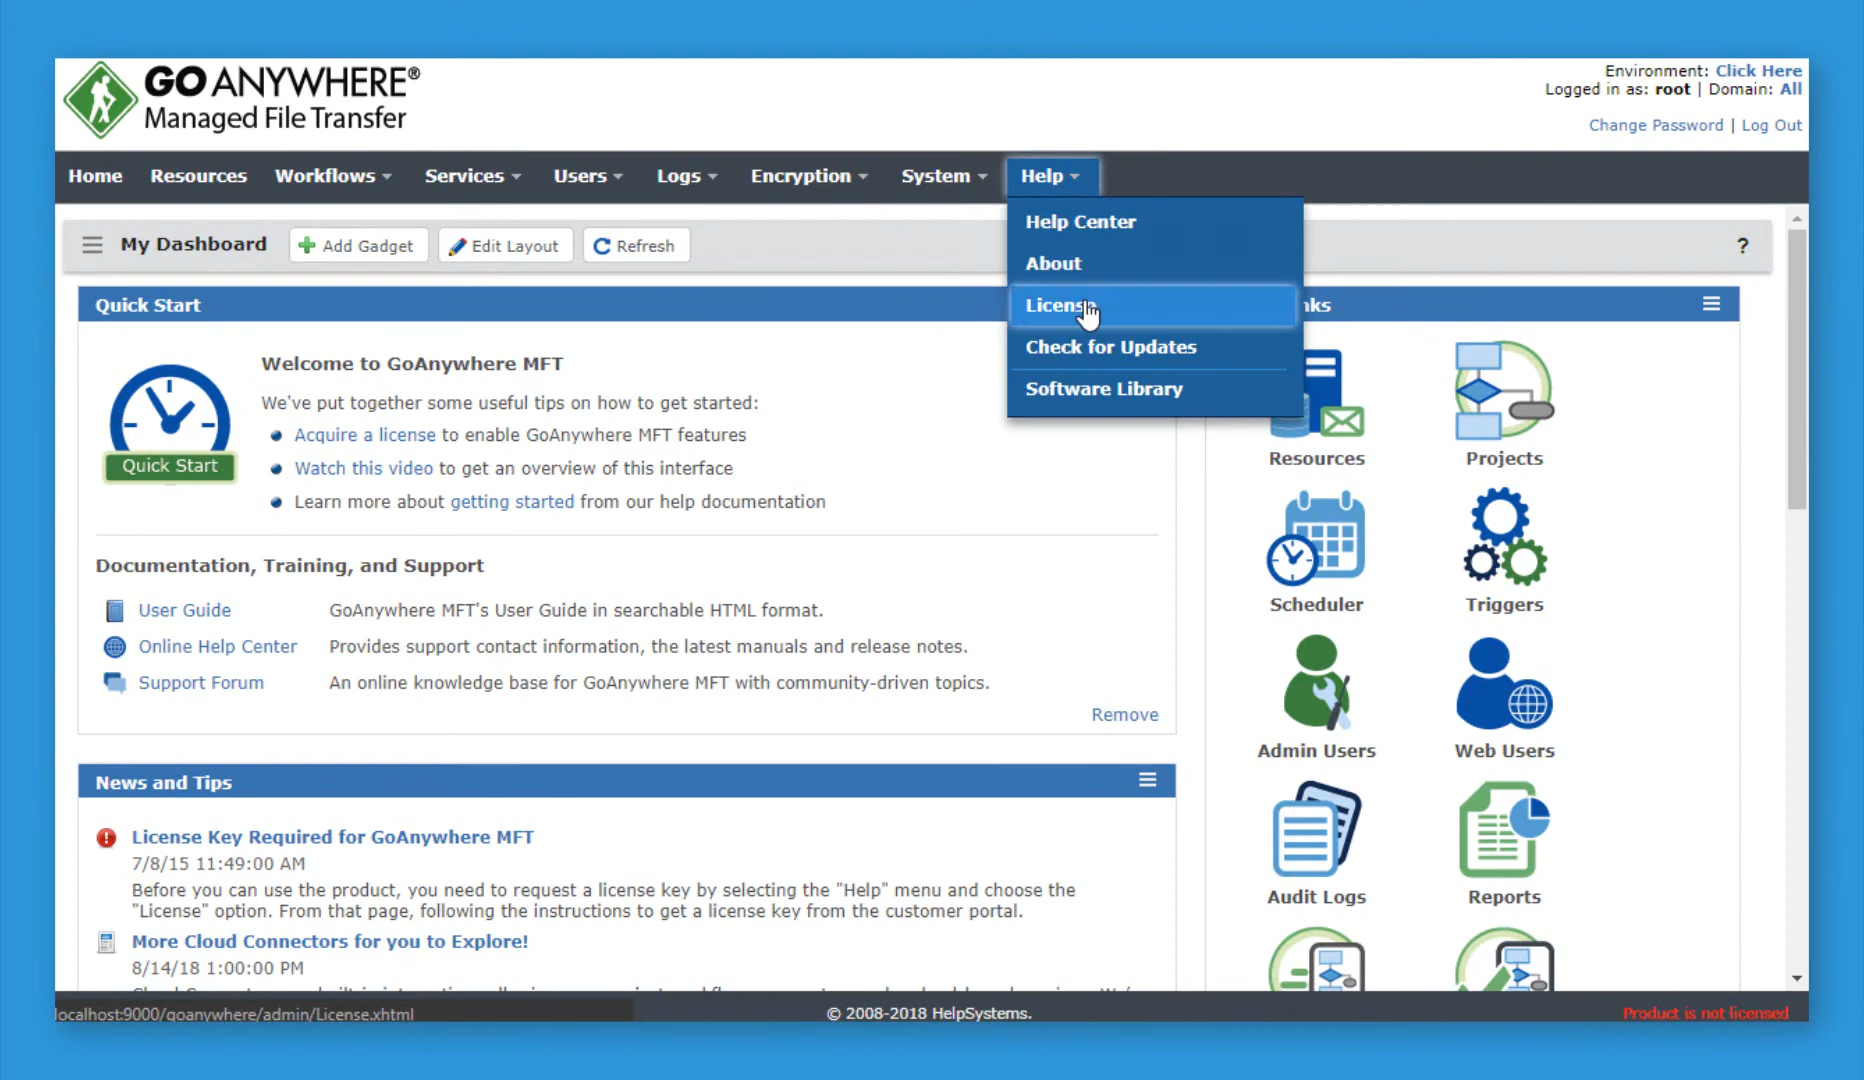 GO ANYWHERE®
Managed File Transfer
Environment: Click Here
Logged in as: root | Domain: All
Change Password | Log Out
Home Resources Workflows Services Users Logs Encryption System Help
Help Center
About
License
Check for Updates
Software Library
My Dashboard Add Gadget Edit Layout Refresh ?
Quick Start
Quick Start
Welcome to GoAnywhere MFT
We've put together some useful tips on how to get started:
Acquire a license to enable GoAnywhere MFT features
Watch this video to get an overview of this interface
Learn more about getting started from our help documentation
Documentation, Training, and Support
User Guide GoAnywhere MFT's User Guide in searchable HTML format.
Online Help Center Provides support contact information, the latest manuals and release notes.
Support Forum An online knowledge base for GoAnywhere MFT with community-driven topics.
Remove
News and Tips
License Key Required for GoAnywhere MFT
7/8/15 11:49:00 AM
Before you can use the product, you need to request a license key by selecting the "Help" menu and choose the
"License" option. From that page, following the instructions to get a license key from the customer portal.
More Cloud Connectors for you to Explore!
8/14/18 1:00:00 PM
nks
Resources Projects
Scheduler Triggers
Admin Users Web Users
Audit Logs Reports
localhost:9000/goanywhere/admin/License.xhtml
© 2008-2018 HelpSystems.
Product is not licensed